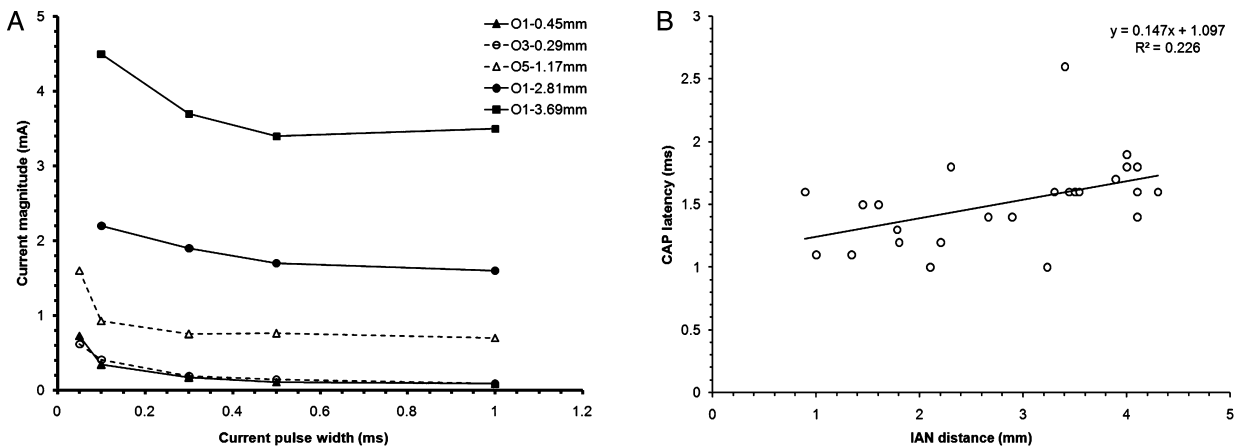 A
5
4
3
2
1
0
0
0.2
0.4
0.6
0.8
1
1.2
Current magnitude (mA)
Current pulse width (ms)
O1-0.45mm
O3-0.29mm
O5-1.17mm
O1-2.81mm
O1-3.69mm
B
3
2.5
2
1.5
1
0.5
0
0
1
2
3
4
5
CAP latency (ms)
IAN distance (mm)
y = 0.147x + 1.097
R² = 0.226